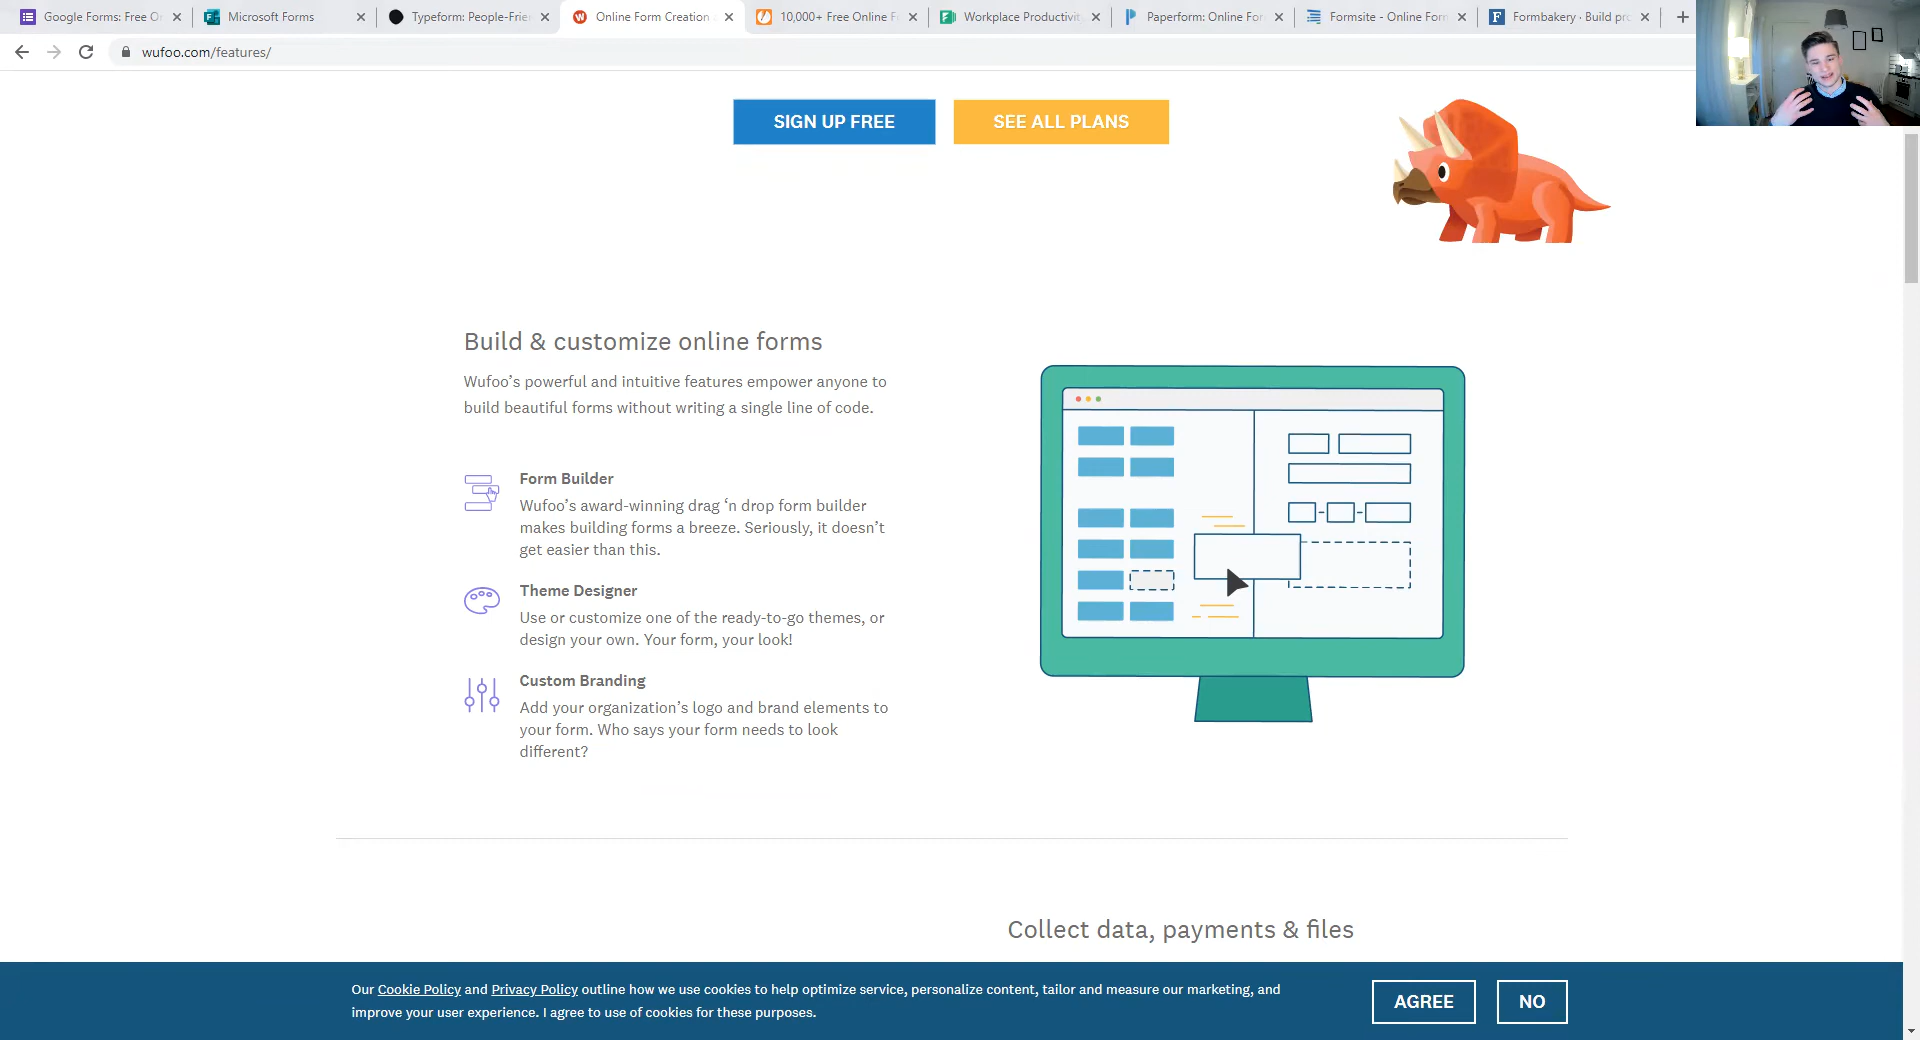 Google Forms: Free O
Microsoft Forms
Typeform: People-Frie
Online Form Creation
10,000+ Free Online F
Workplace Productivit
Paperform: Online For
Formsite - Online Form
Formbakery · Build pro
wufoo.com/features/
SIGN UP FREE
SEE ALL PLANS
Build & customize online forms
Wufoo’s powerful and intuitive features empower anyone to
build beautiful forms without writing a single line of code.
Form Builder
Wufoo’s award-winning drag ‘n drop form builder
makes building forms a breeze. Seriously, it doesn’t
get easier than this.
Theme Designer
Use or customize one of the ready-to-go themes, or
design your own. Your form, your look!
Custom Branding
Add your organization’s logo and brand elements to
your form. Who says your form needs to look
different?
Collect data, payments & files
Our Cookie Policy and Privacy Policy outline how we use cookies to help optimize service, personalize content, tailor and measure our marketing, and
improve your user experience. I agree to use of cookies for these purposes.
AGREE
NO